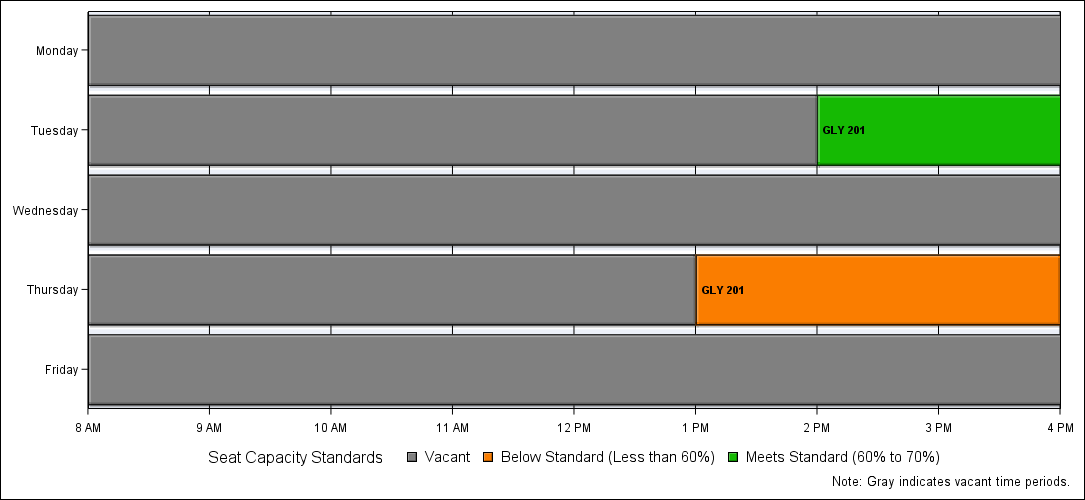 Monday
Tuesday
GLY 201
Wednesday
Thursday
GLY 201
Friday
8 AM 9 AM 10 AM 11 AM 12 PM 1 PM 2 PM 3 PM 4 PM
Seat Capacity Standards Vacant Below Standard (Less than 60%) Meets Standard (60% to 70%)
Note: Gray indicates vacant time periods.